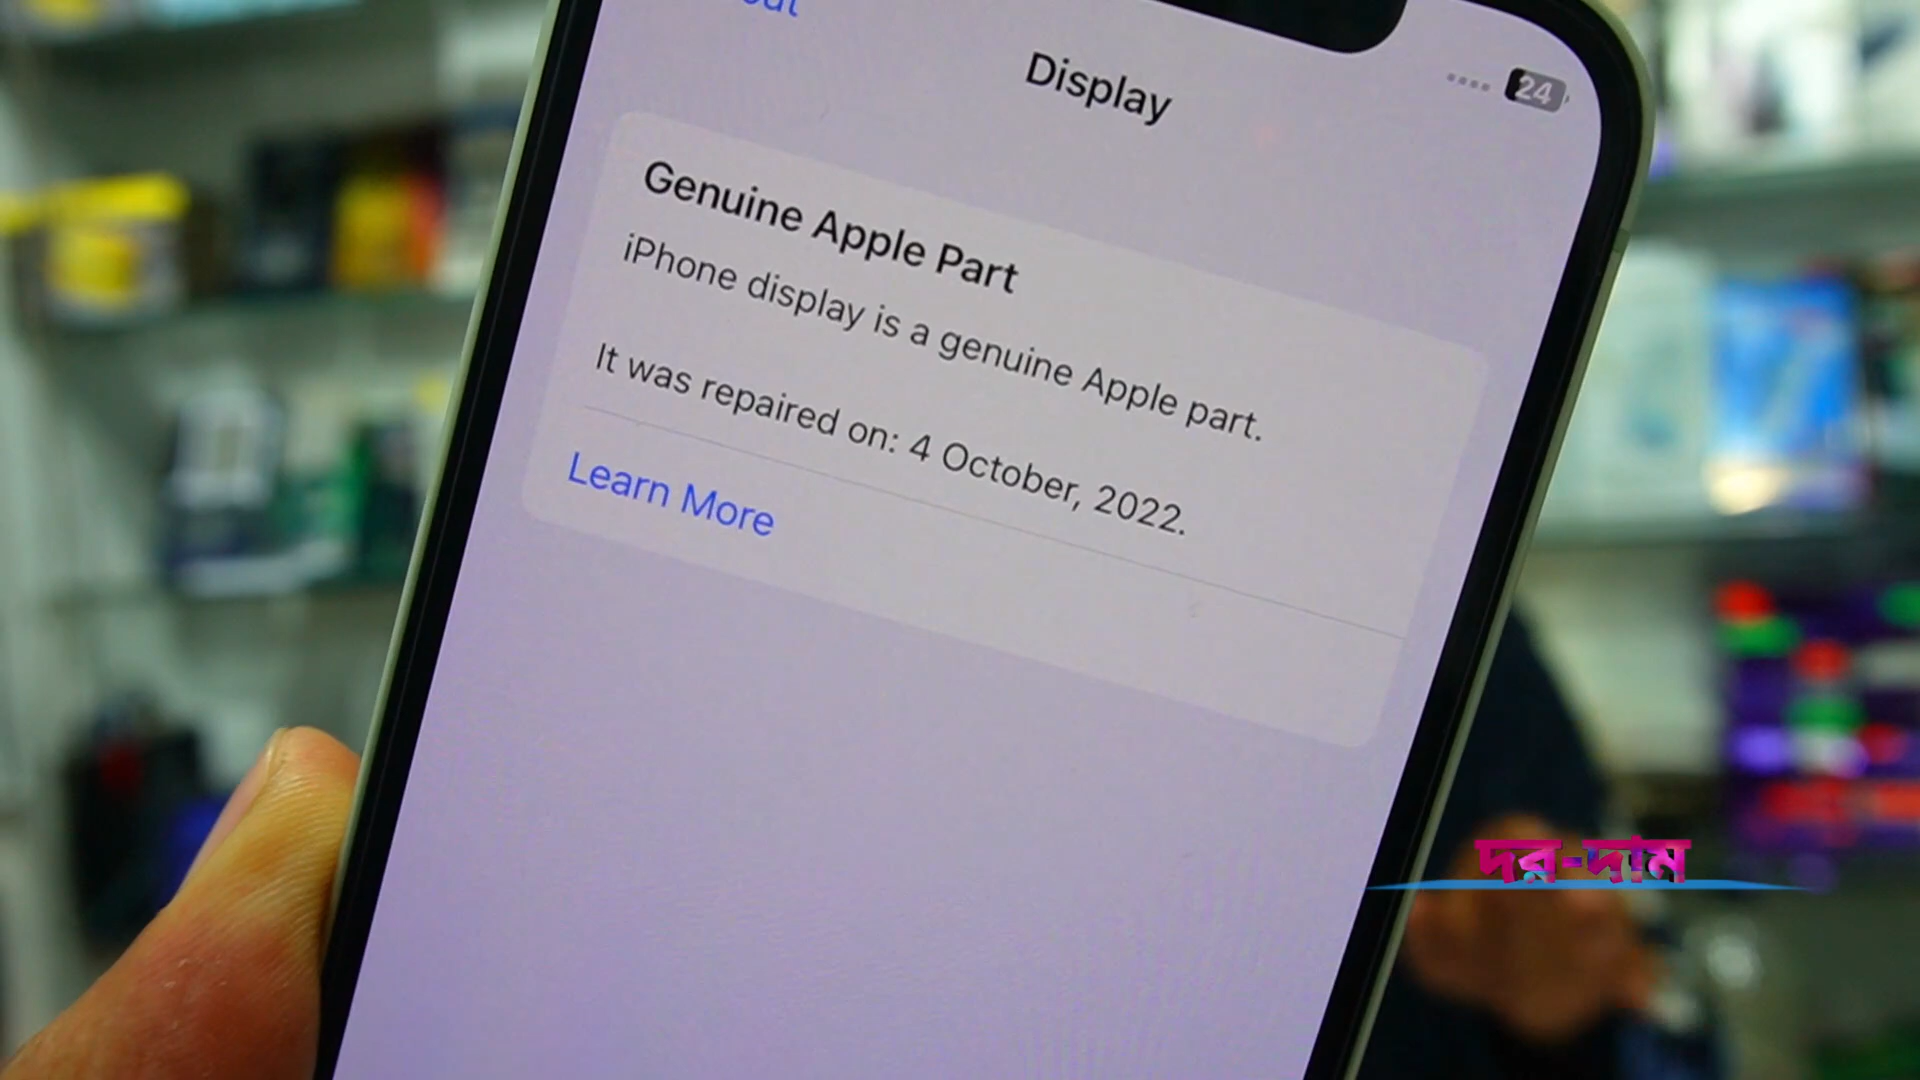 Display
24
Genuine Apple Part
iPhone display is a genuine Apple part.
It was repaired on: 4 October, 2022.
Learn More
দর-দাম